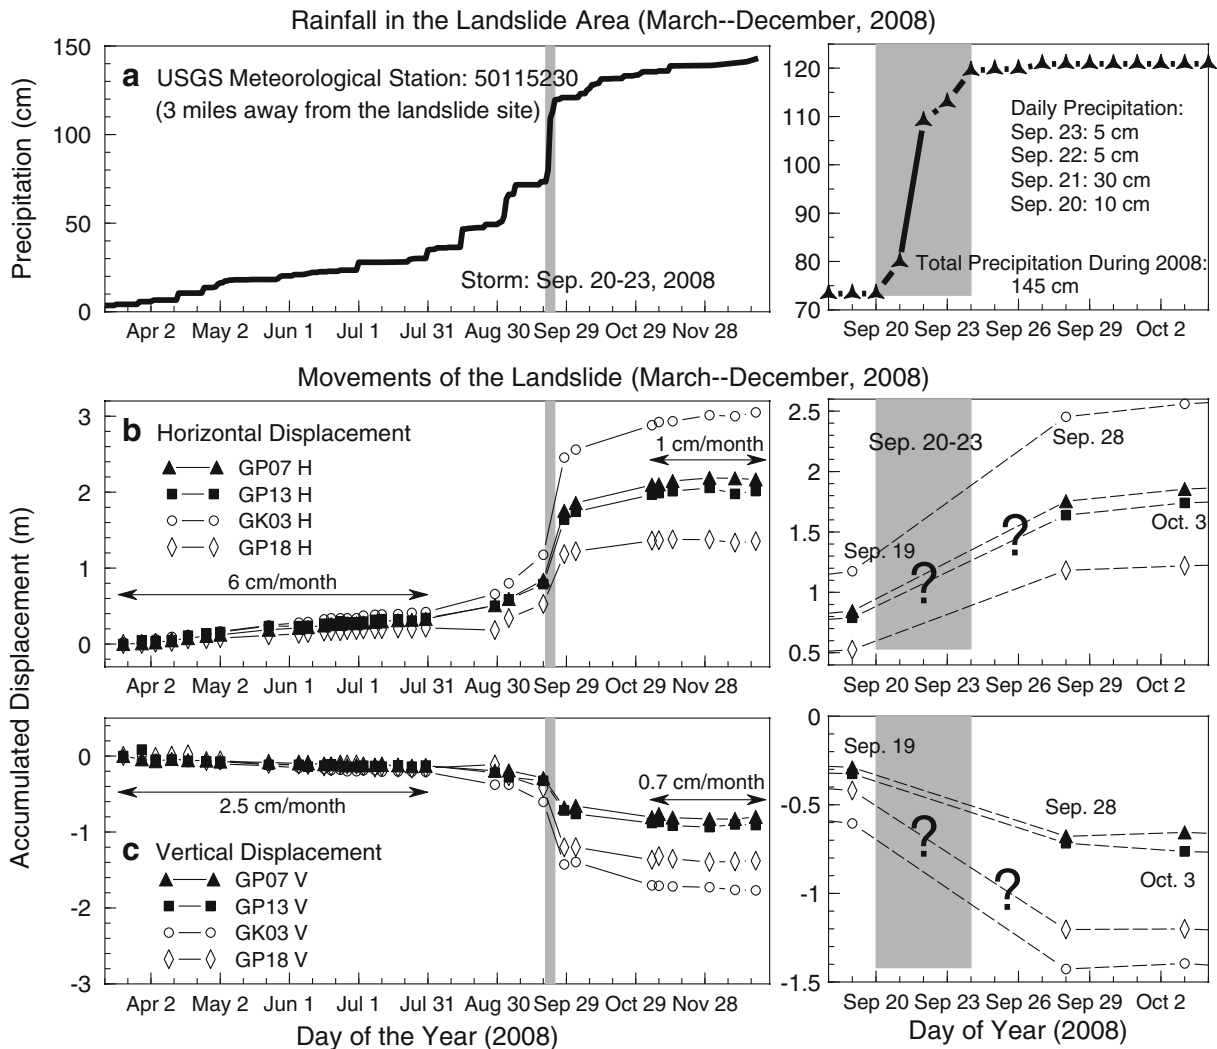 Rainfall in the Landslide Area (March--December, 2008)
Precipitation (cm)
150
100
50
0
a USGS Meteorological Station: 50115230
(3 miles away from the landslide site)
Storm: Sep. 20-23, 2008
Apr 2 May 2 Jun 1 Jul 1 Jul 31 Aug 30 Sep 29 Oct 29 Nov 28
120
110
100
90
80
70
Daily Precipitation:
Sep. 23: 5 cm
Sep. 22: 5 cm
Sep. 21: 30 cm
Sep. 20: 10 cm
Total Precipitation During 2008:
145 cm
Sep 20 Sep 23 Sep 26 Sep 29 Oct 2
Movements of the Landslide (March--December, 2008)
Accumulated Displacement (m)
3
2
1
0
b Horizontal Displacement
GP07 H
GP13 H
GK03 H
GP18 H
6 cm/month
1 cm/month
Apr 2 May 2 Jun 1 Jul 1 Jul 31 Aug 30 Sep 29 Oct 29 Nov 28
2.5
2
1.5
1
0.5
Sep. 20-23
Sep. 28
Sep. 19
Oct. 3
?
?
Sep 20 Sep 23 Sep 26 Sep 29 Oct 2
0
-1
-2
-3
2.5 cm/month
0.7 cm/month
c Vertical Displacement
GP07 V
GP13 V
GK03 V
GP18 V
Apr 2 May 2 Jun 1 Jul 1 Jul 31 Aug 30 Sep 29 Oct 29 Nov 28
Day of the Year (2008)
0
-0.5
-1
-1.5
Sep. 19
Sep. 28
Oct. 3
?
?
Sep 20 Sep 23 Sep 26 Sep 29 Oct 2
Day of Year (2008)